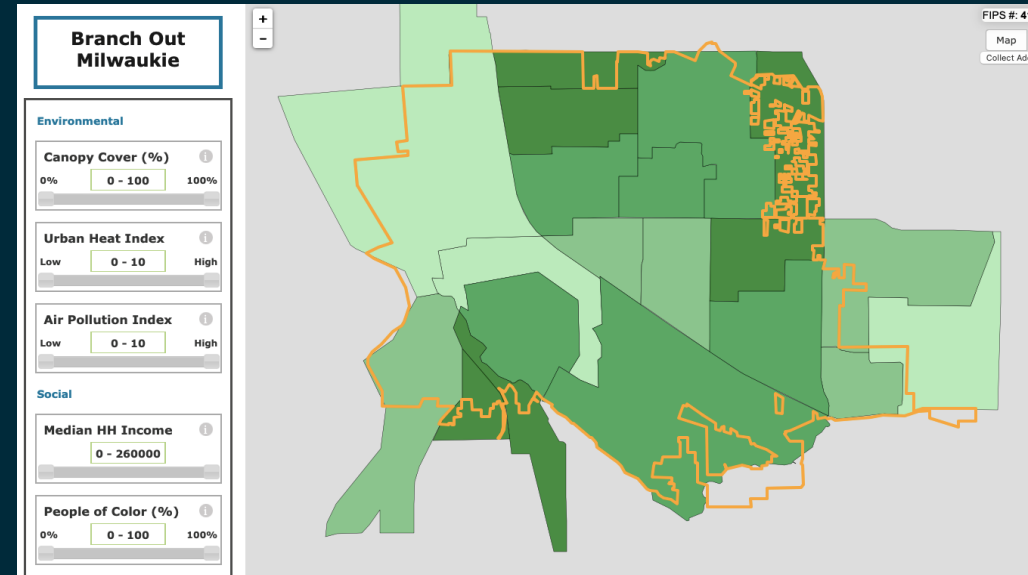 Branch Out
Milwaukie
Environmental
Canopy Cover (%) i
0% 0 - 100 100%
Urban Heat Index i
Low 0 - 10 High
Air Pollution Index i
Low 0 - 10 High
Social
Median HH Income i
0 - 260000
People of Color (%) i
0% 0 - 100 100%
+
−
FIPS #:
Map
Collect